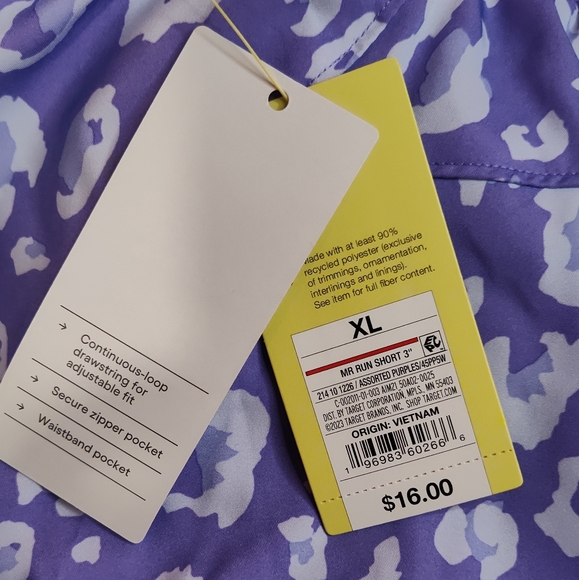 → Continuous-loop
drawstring for
adjustable fit
→ Secure zipper pocket
→ Waistband pocket
Made with at least 90%
recycled polyester (exclusive
of trimmings, ornamentation,
interlinings and linings).
See item for full fiber content.
XL
MR RUN SHORT 3"
214 10 1226 / ASSORTED PURPLES/45PP5W
C-002011-01-003 AIM21 50A02-D025
DIST. BY TARGET CORPORATION, MPLS, MN 55403
©2023 TARGET BRANDS, INC. SHOP TARGET.COM
ORIGIN: VIETNAM
1 96983 60266 6
$16.00